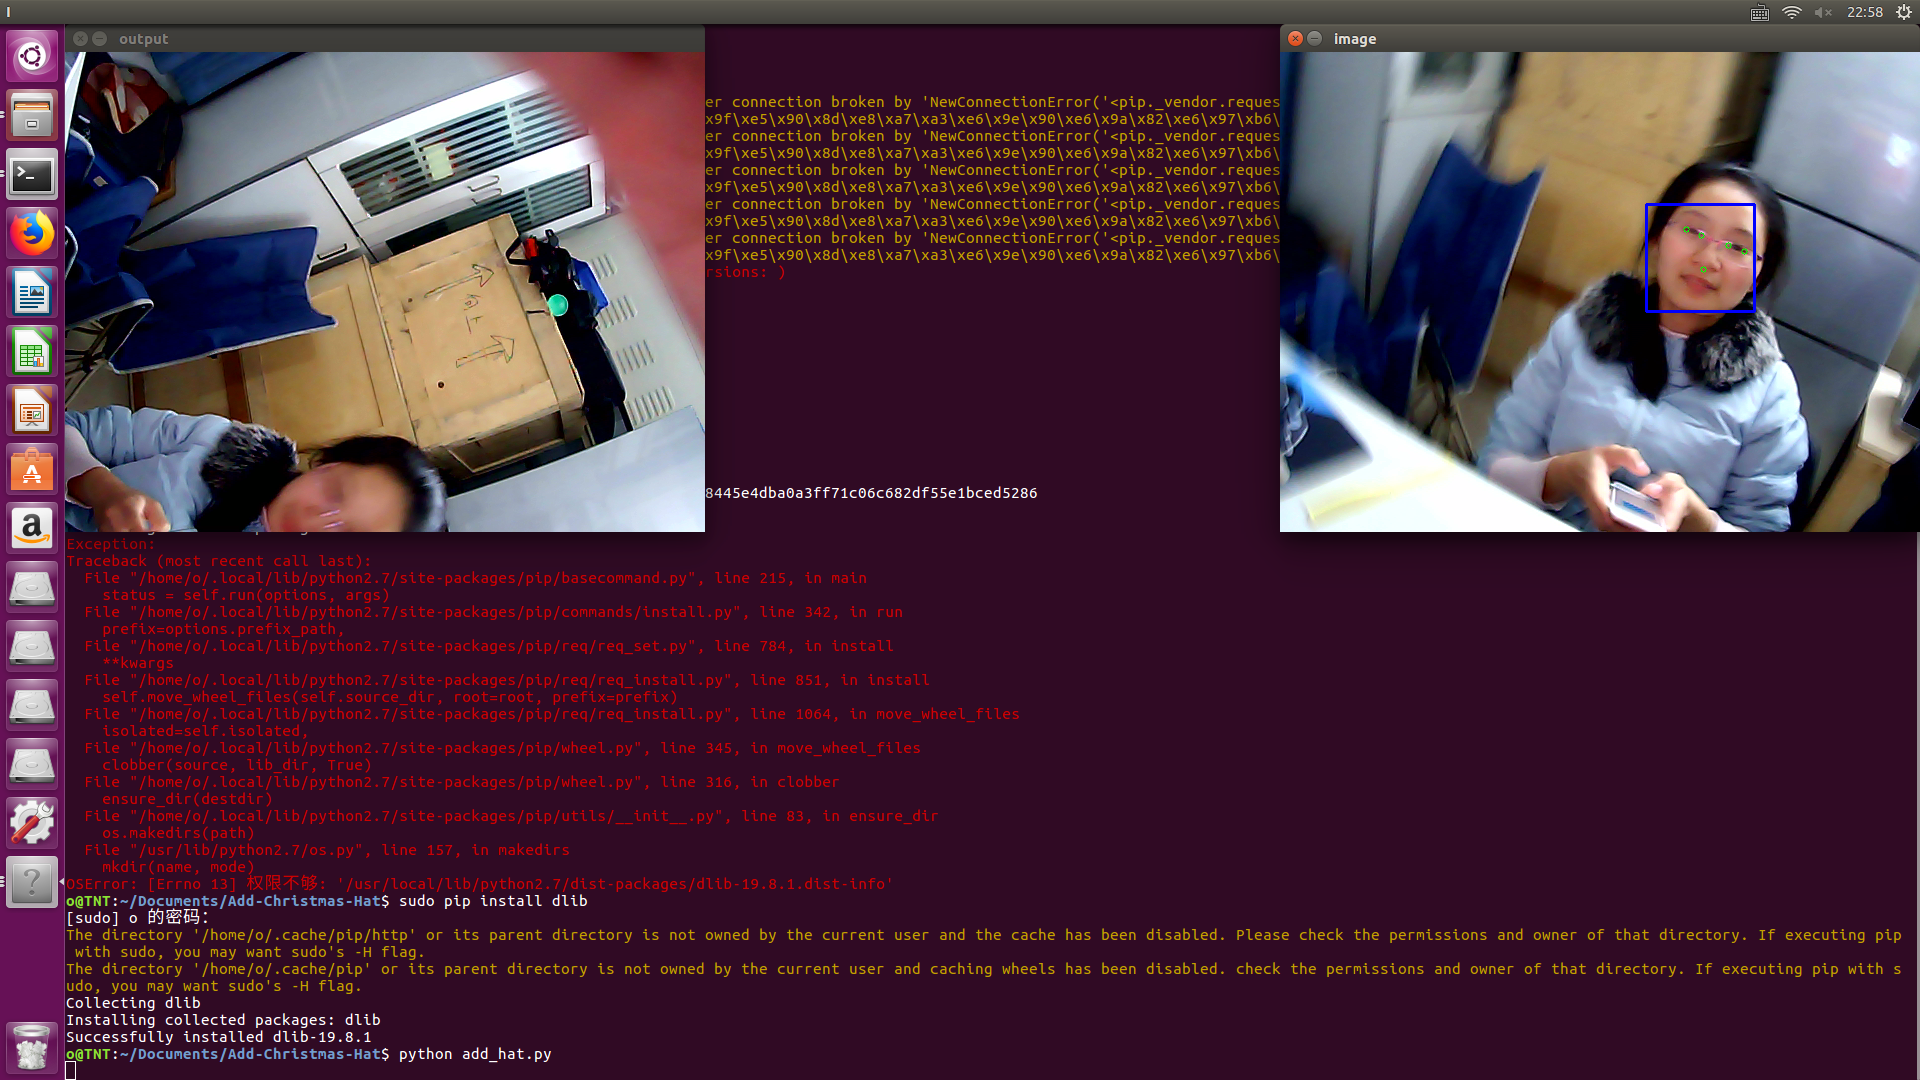 22:58
output
image
er connection broken by 'NewConnectionError('<pip._vendor.reques
x9f\xe5\x90\x8d\xe8\xa7\xa3\xe6\x9e\x90\xe6\x9a\x82\xe6\x97\xb6\
er connection broken by 'NewConnectionError('<pip._vendor.reques
x9f\xe5\x90\x8d\xe8\xa7\xa3\xe6\x9e\x90\xe6\x9a\x82\xe6\x97\xb6\
er connection broken by 'NewConnectionError('<pip._vendor.reques
x9f\xe5\x90\x8d\xe8\xa7\xa3\xe6\x9e\x90\xe6\x9a\x82\xe6\x97\xb6\
er connection broken by 'NewConnectionError('<pip._vendor.reques
x9f\xe5\x90\x8d\xe8\xa7\xa3\xe6\x9e\x90\xe6\x9a\x82\xe6\x97\xb6\
er connection broken by 'NewConnectionError('<pip._vendor.reques
x9f\xe5\x90\x8d\xe8\xa7\xa3\xe6\x9e\x90\xe6\x9a\x82\xe6\x97\xb6\
rsions: )
8445e4dba0a3ff71c06c682df55e1bced5286
Exception:
Traceback (most recent call last):
  File "/home/o/.local/lib/python2.7/site-packages/pip/basecommand.py", line 215, in main
    status = self.run(options, args)
  File "/home/o/.local/lib/python2.7/site-packages/pip/commands/install.py", line 342, in run
    prefix=options.prefix_path,
  File "/home/o/.local/lib/python2.7/site-packages/pip/req/req_set.py", line 784, in install
    **kwargs
  File "/home/o/.local/lib/python2.7/site-packages/pip/req/req_install.py", line 851, in install
    self.move_wheel_files(self.source_dir, root=root, prefix=prefix)
  File "/home/o/.local/lib/python2.7/site-packages/pip/req/req_install.py", line 1064, in move_wheel_files
    isolated=self.isolated,
  File "/home/o/.local/lib/python2.7/site-packages/pip/wheel.py", line 345, in move_wheel_files
    clobber(source, lib_dir, True)
  File "/home/o/.local/lib/python2.7/site-packages/pip/wheel.py", line 316, in clobber
    ensure_dir(destdir)
  File "/home/o/.local/lib/python2.7/site-packages/pip/utils/__init__.py", line 83, in ensure_dir
    os.makedirs(path)
  File "/usr/lib/python2.7/os.py", line 157, in makedirs
    mkdir(name, mode)
OSError: [Errno 13] 权限不够: '/usr/local/lib/python2.7/dist-packages/dlib-19.8.1.dist-info'
o@TNT:~/Documents/Add-Christmas-Hat$ sudo pip install dlib
[sudo] o 的密码:
The directory '/home/o/.cache/pip/http' or its parent directory is not owned by the current user and the cache has been disabled. Please check the permissions and owner of that directory. If executing pip
 with sudo, you may want sudo's -H flag.
The directory '/home/o/.cache/pip' or its parent directory is not owned by the current user and caching wheels has been disabled. check the permissions and owner of that directory. If executing pip with s
udo, you may want sudo's -H flag.
Collecting dlib
Installing collected packages: dlib
Successfully installed dlib-19.8.1
o@TNT:~/Documents/Add-Christmas-Hat$ python add_hat.py